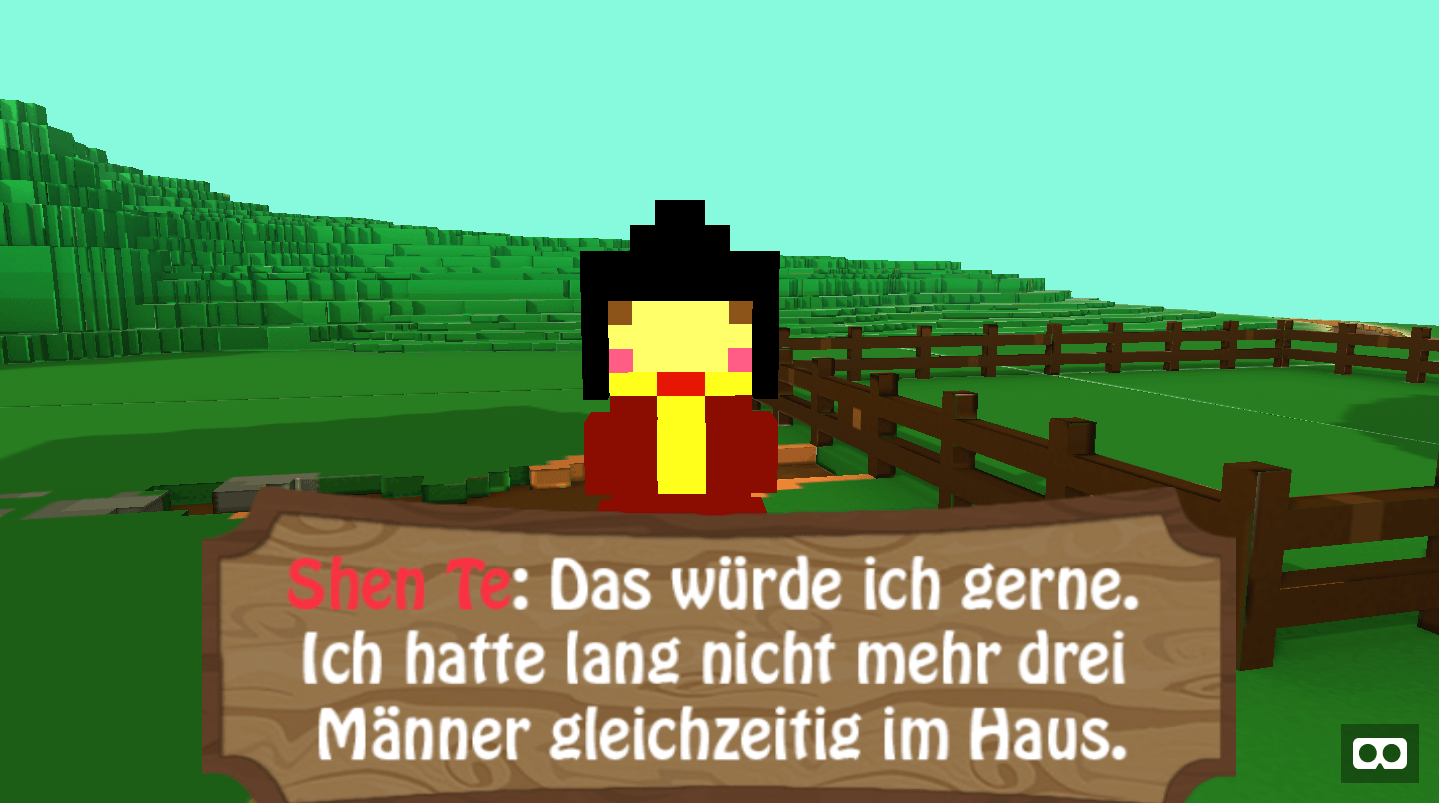 Shen Te: Das würde ich gerne.
Ich hatte lang nicht mehr drei
Männer gleichzeitig im Haus.